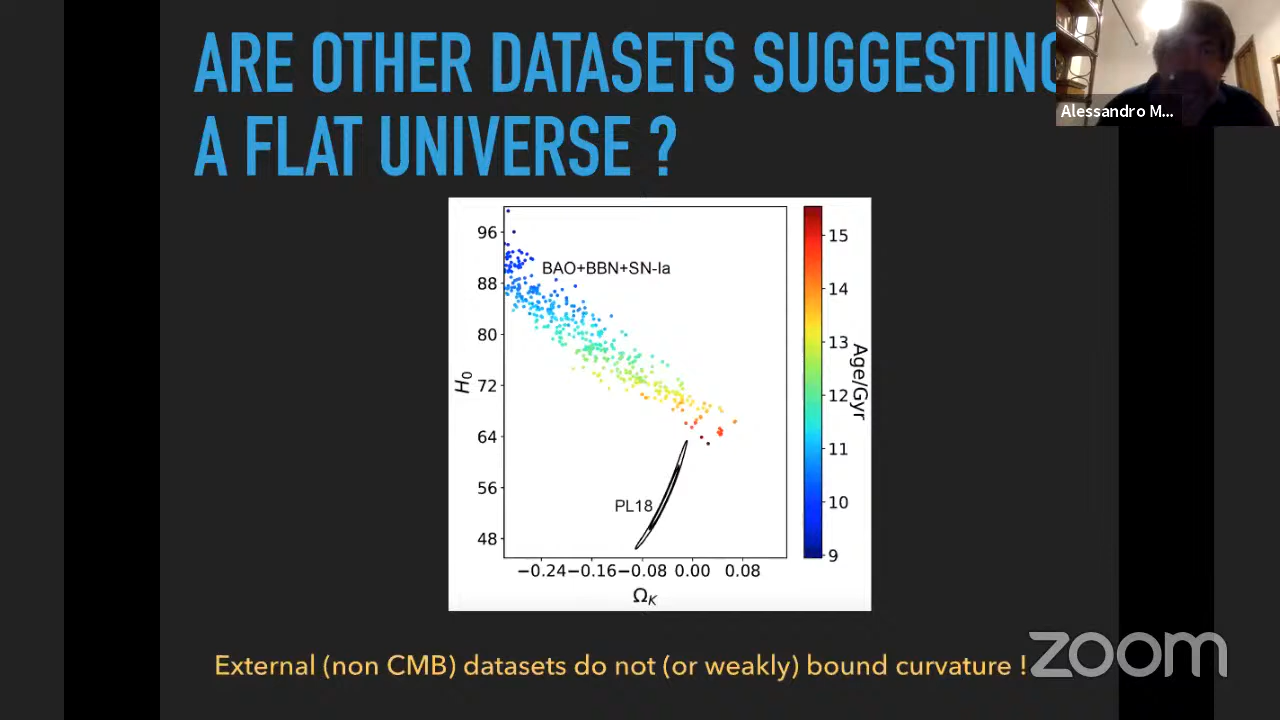 ARE OTHER DATASETS SUGGESTING
A FLAT UNIVERSE ?
Alessandro M...
96
88
80
72
64
56
48
H0
BAO+BBN+SN-Ia
PL18
−0.24 −0.16 −0.08 0.00 0.08
ΩK
15
14
13
12
11
10
9
Age/Gyr
External (non CMB) datasets do not (or weakly) bound curvature !
zoom